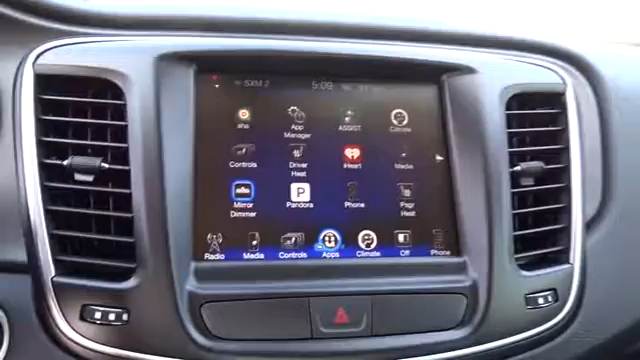 SXM 2 5:09
aha App Manager ASSIST Climate
Controls Driver Heat iHeart Media
Mirror Dimmer Pandora Phone Psgr Heat
Radio Media Controls Apps Climate Off Phone